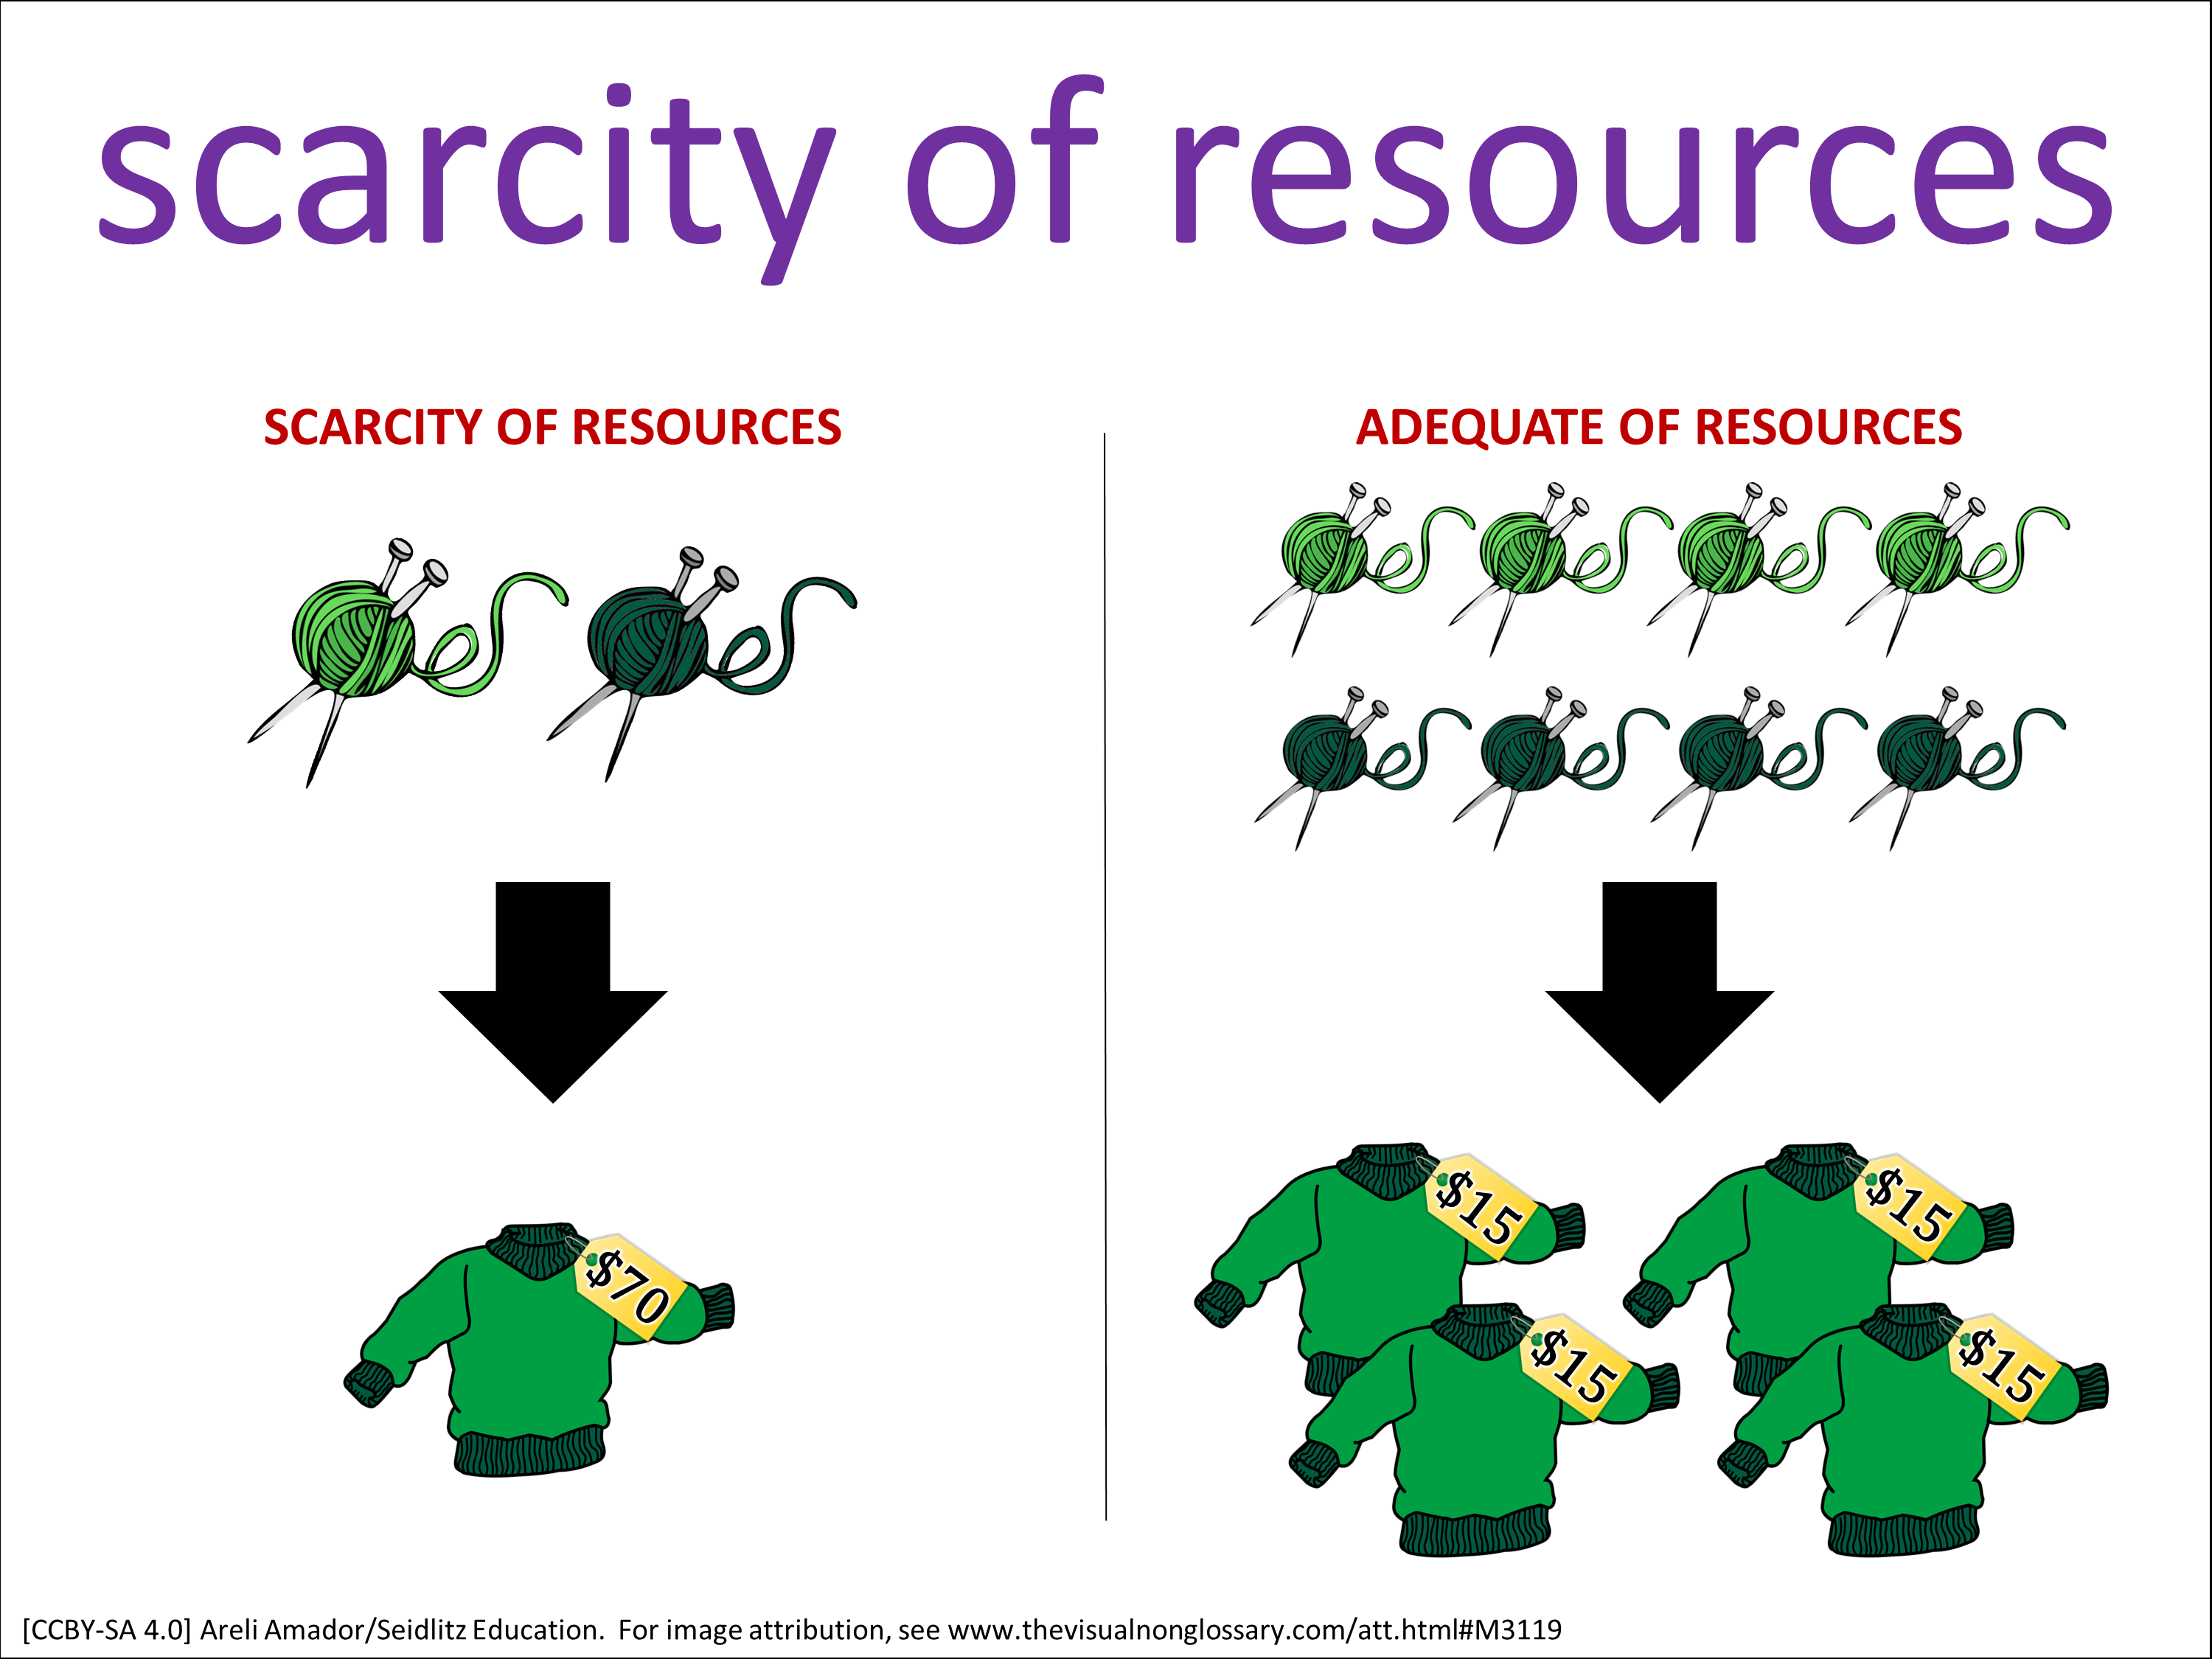 scarcity of resources
SCARCITY OF RESOURCES
ADEQUATE OF RESOURCES
$70
$15
$15
$15
$15
[CCBY-SA 4.0] Areli Amador/Seidlitz Education.  For image attribution, see www.thevisualnonglossary.com/att.html#M3119